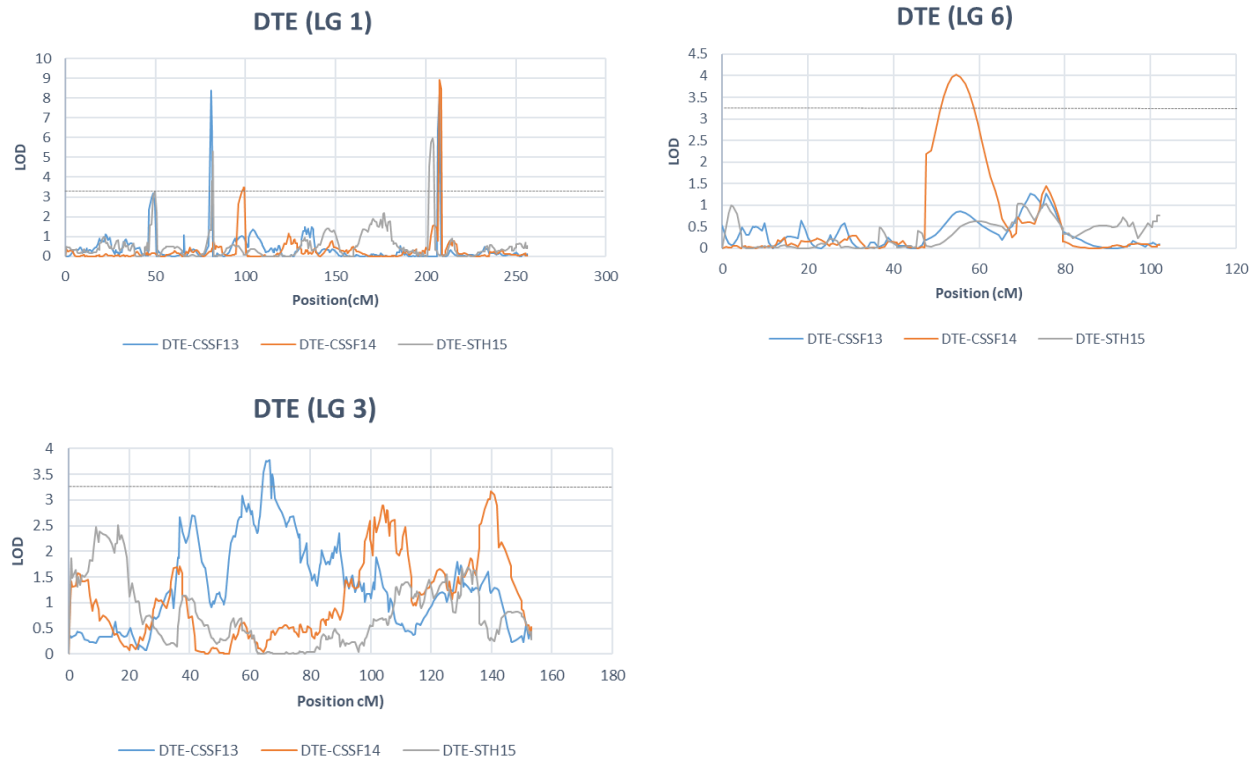 DTE (LG 1)
10
9
8
7
6
5
4
3
2
1
0
LOD
0 50 100 150 200 250 300
Position(cM)
DTE-CSSF13 DTE-CSSF14 DTE-STH15
DTE (LG 6)
4.5
4
3.5
3
2.5
2
1.5
1
0.5
0
LOD
0 20 40 60 80 100 120
Position (cM)
DTE-CSSF13 DTE-CSSF14 DTE-STH15
DTE (LG 3)
4
3.5
3
2.5
2
1.5
1
0.5
0
LOD
0 20 40 60 80 100 120 140 160 180
Position cM)
DTE-CSSF13 DTE-CSSF14 DTE-STH15